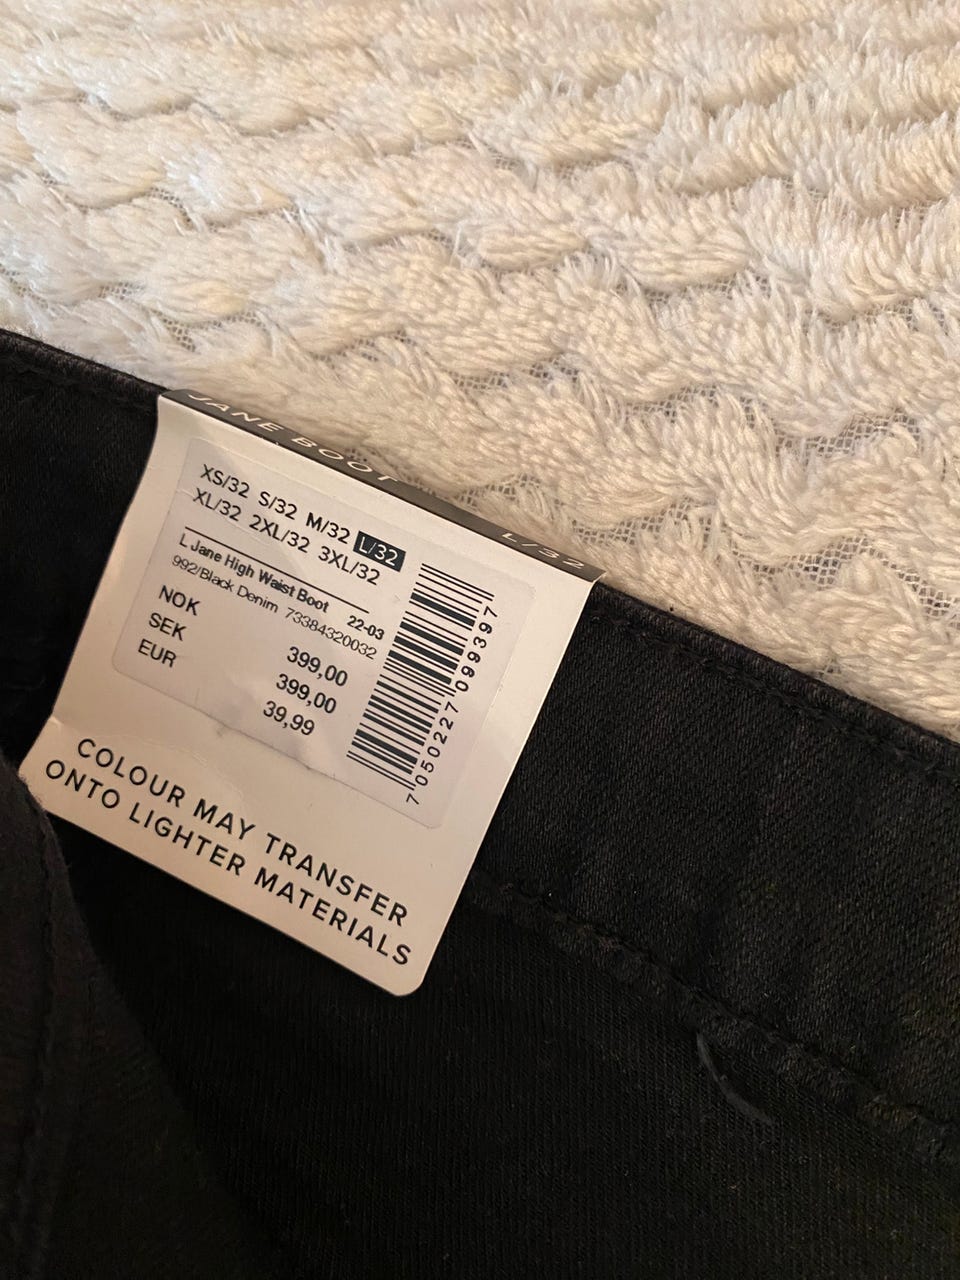 JANE BOOT L/32
XS/32 S/32 M/32 L/32
XL/32 2XL/32 3XL/32
L Jane High Waist Boot 22-03
992/Black Denim 73384320032
NOK 399,00
SEK 399,00
EUR 39,99
7050227099397
COLOUR MAY TRANSFER
ONTO LIGHTER MATERIALS